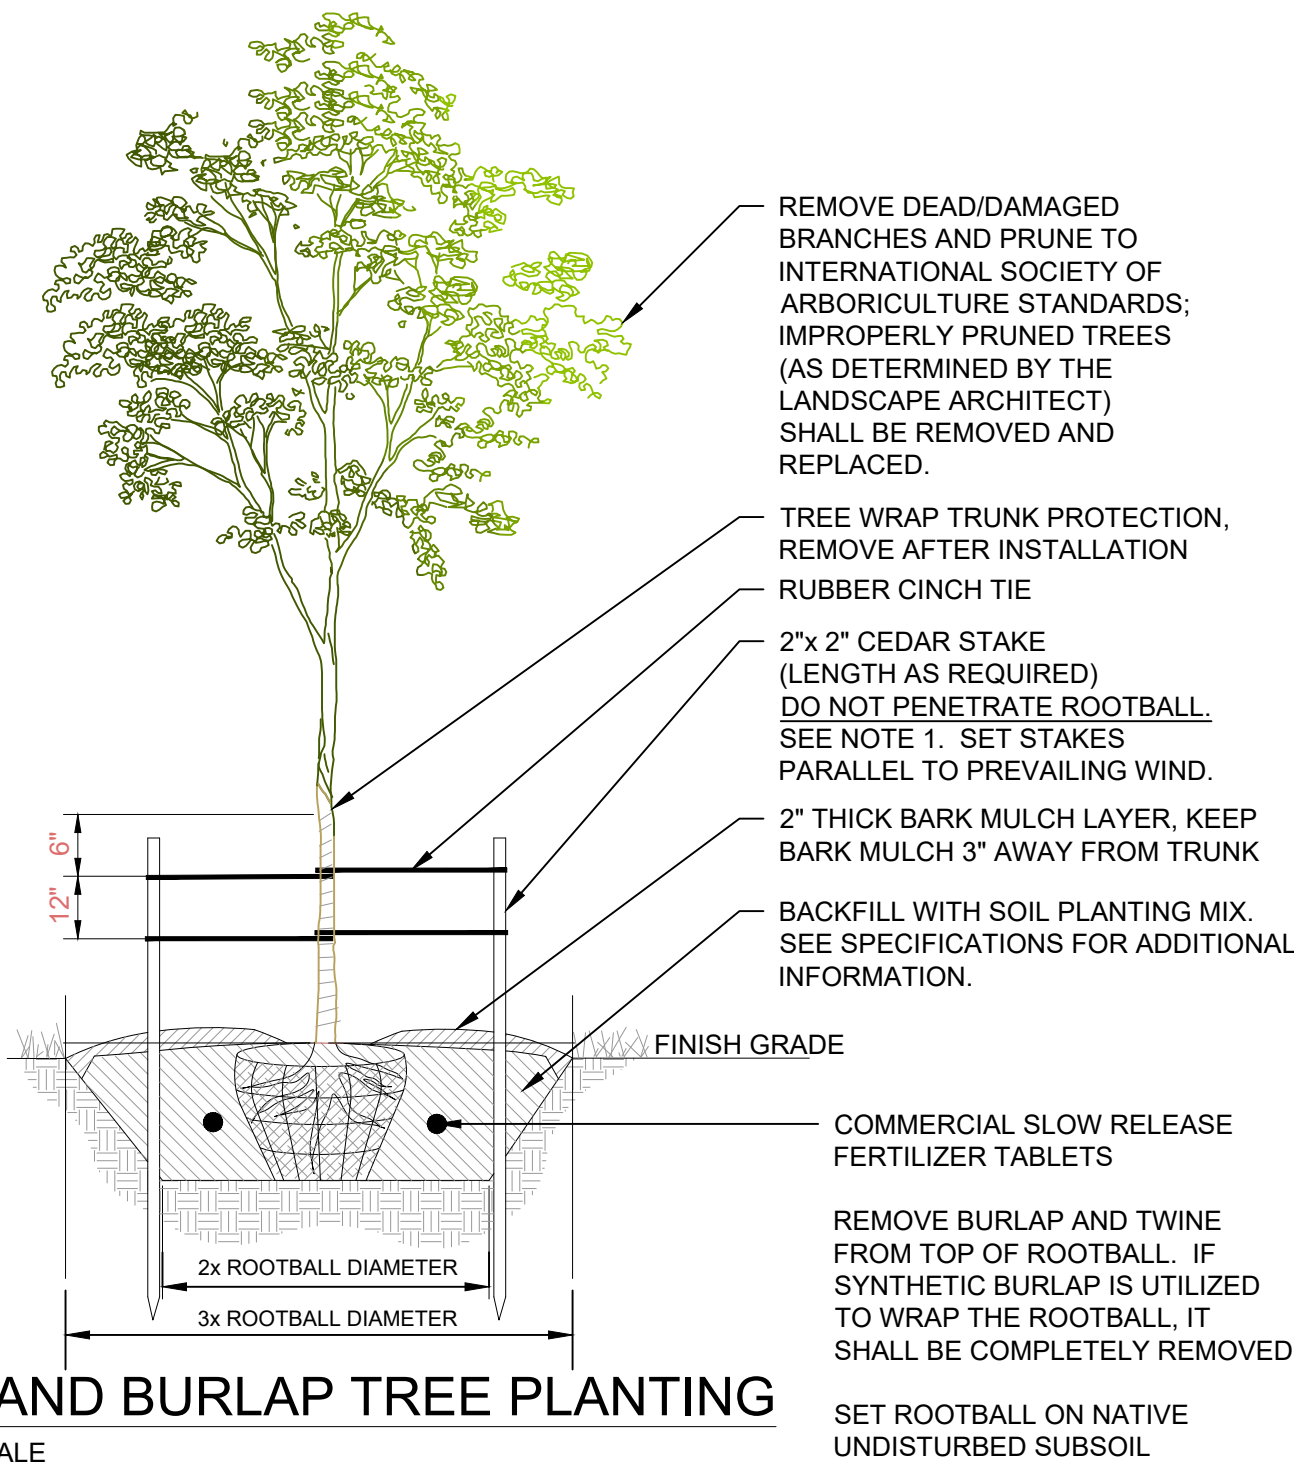 REMOVE DEAD/DAMAGED
BRANCHES AND PRUNE TO
INTERNATIONAL SOCIETY OF
ARBORICULTURE STANDARDS;
IMPROPERLY PRUNED TREES
(AS DETERMINED BY THE
LANDSCAPE ARCHITECT)
SHALL BE REMOVED AND
REPLACED.
TREE WRAP TRUNK PROTECTION,
REMOVE AFTER INSTALLATION
RUBBER CINCH TIE
2"x 2" CEDAR STAKE
(LENGTH AS REQUIRED)
DO NOT PENETRATE ROOTBALL.
SEE NOTE 1.  SET STAKES
PARALLEL TO PREVAILING WIND.
6"
12"
2" THICK BARK MULCH LAYER, KEEP
BARK MULCH 3" AWAY FROM TRUNK
BACKFILL WITH SOIL PLANTING MIX.
SEE SPECIFICATIONS FOR ADDITIONAL
INFORMATION.
FINISH GRADE
COMMERCIAL SLOW RELEASE
FERTILIZER TABLETS
REMOVE BURLAP AND TWINE
FROM TOP OF ROOTBALL.  IF
SYNTHETIC BURLAP IS UTILIZED
TO WRAP THE ROOTBALL, IT
SHALL BE COMPLETELY REMOVED
SET ROOTBALL ON NATIVE
UNDISTURBED SUBSOIL
2x ROOTBALL DIAMETER
3x ROOTBALL DIAMETER
AND BURLAP TREE PLANTING
ALE